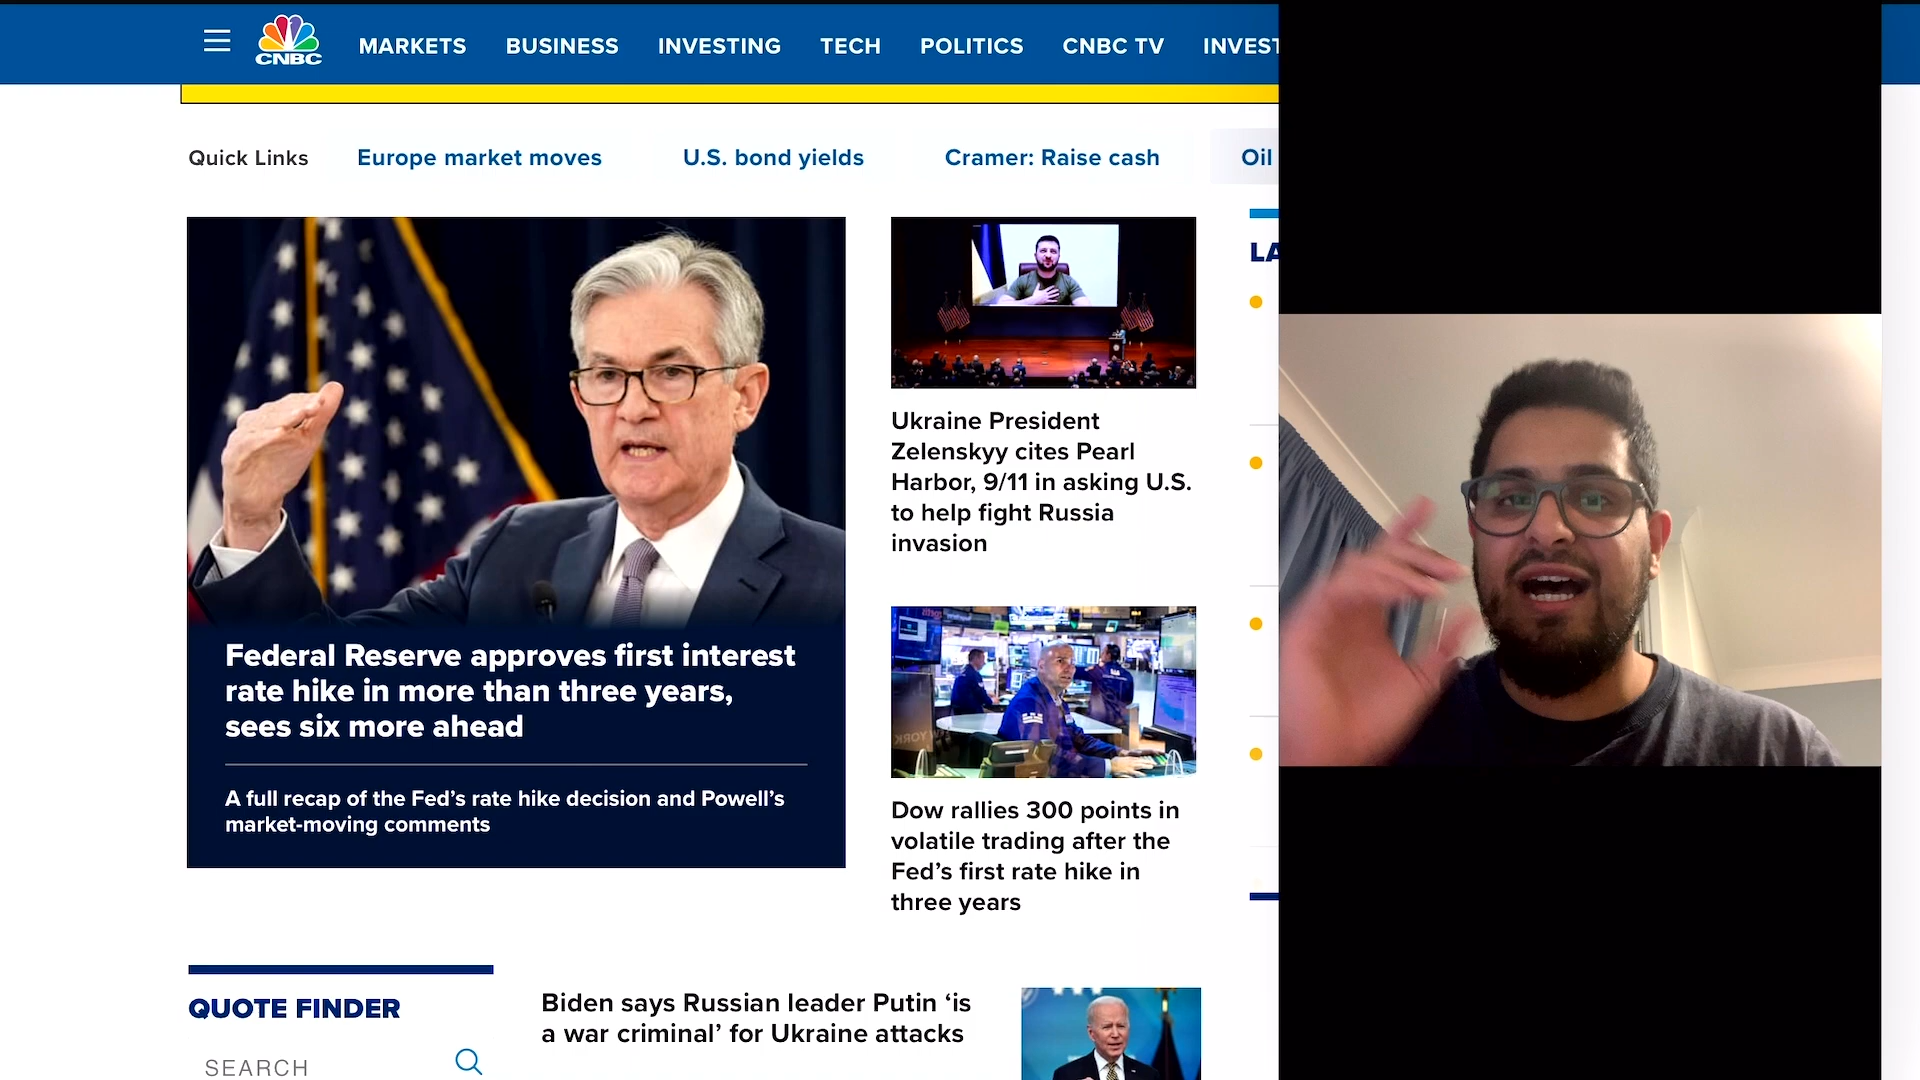 CNBC
MARKETS
BUSINESS
INVESTING
TECH
POLITICS
CNBC TV
INVEST
Quick Links
Europe market moves
U.S. bond yields
Cramer: Raise cash
Oil
LA
Federal Reserve approves first interest
rate hike in more than three years,
sees six more ahead
A full recap of the Fed’s rate hike decision and Powell’s
market-moving comments
Ukraine President
Zelenskyy cites Pearl
Harbor, 9/11 in asking U.S.
to help fight Russia
invasion
Dow rallies 300 points in
volatile trading after the
Fed’s first rate hike in
three years
QUOTE FINDER
SEARCH
Biden says Russian leader Putin ‘is
a war criminal’ for Ukraine attacks